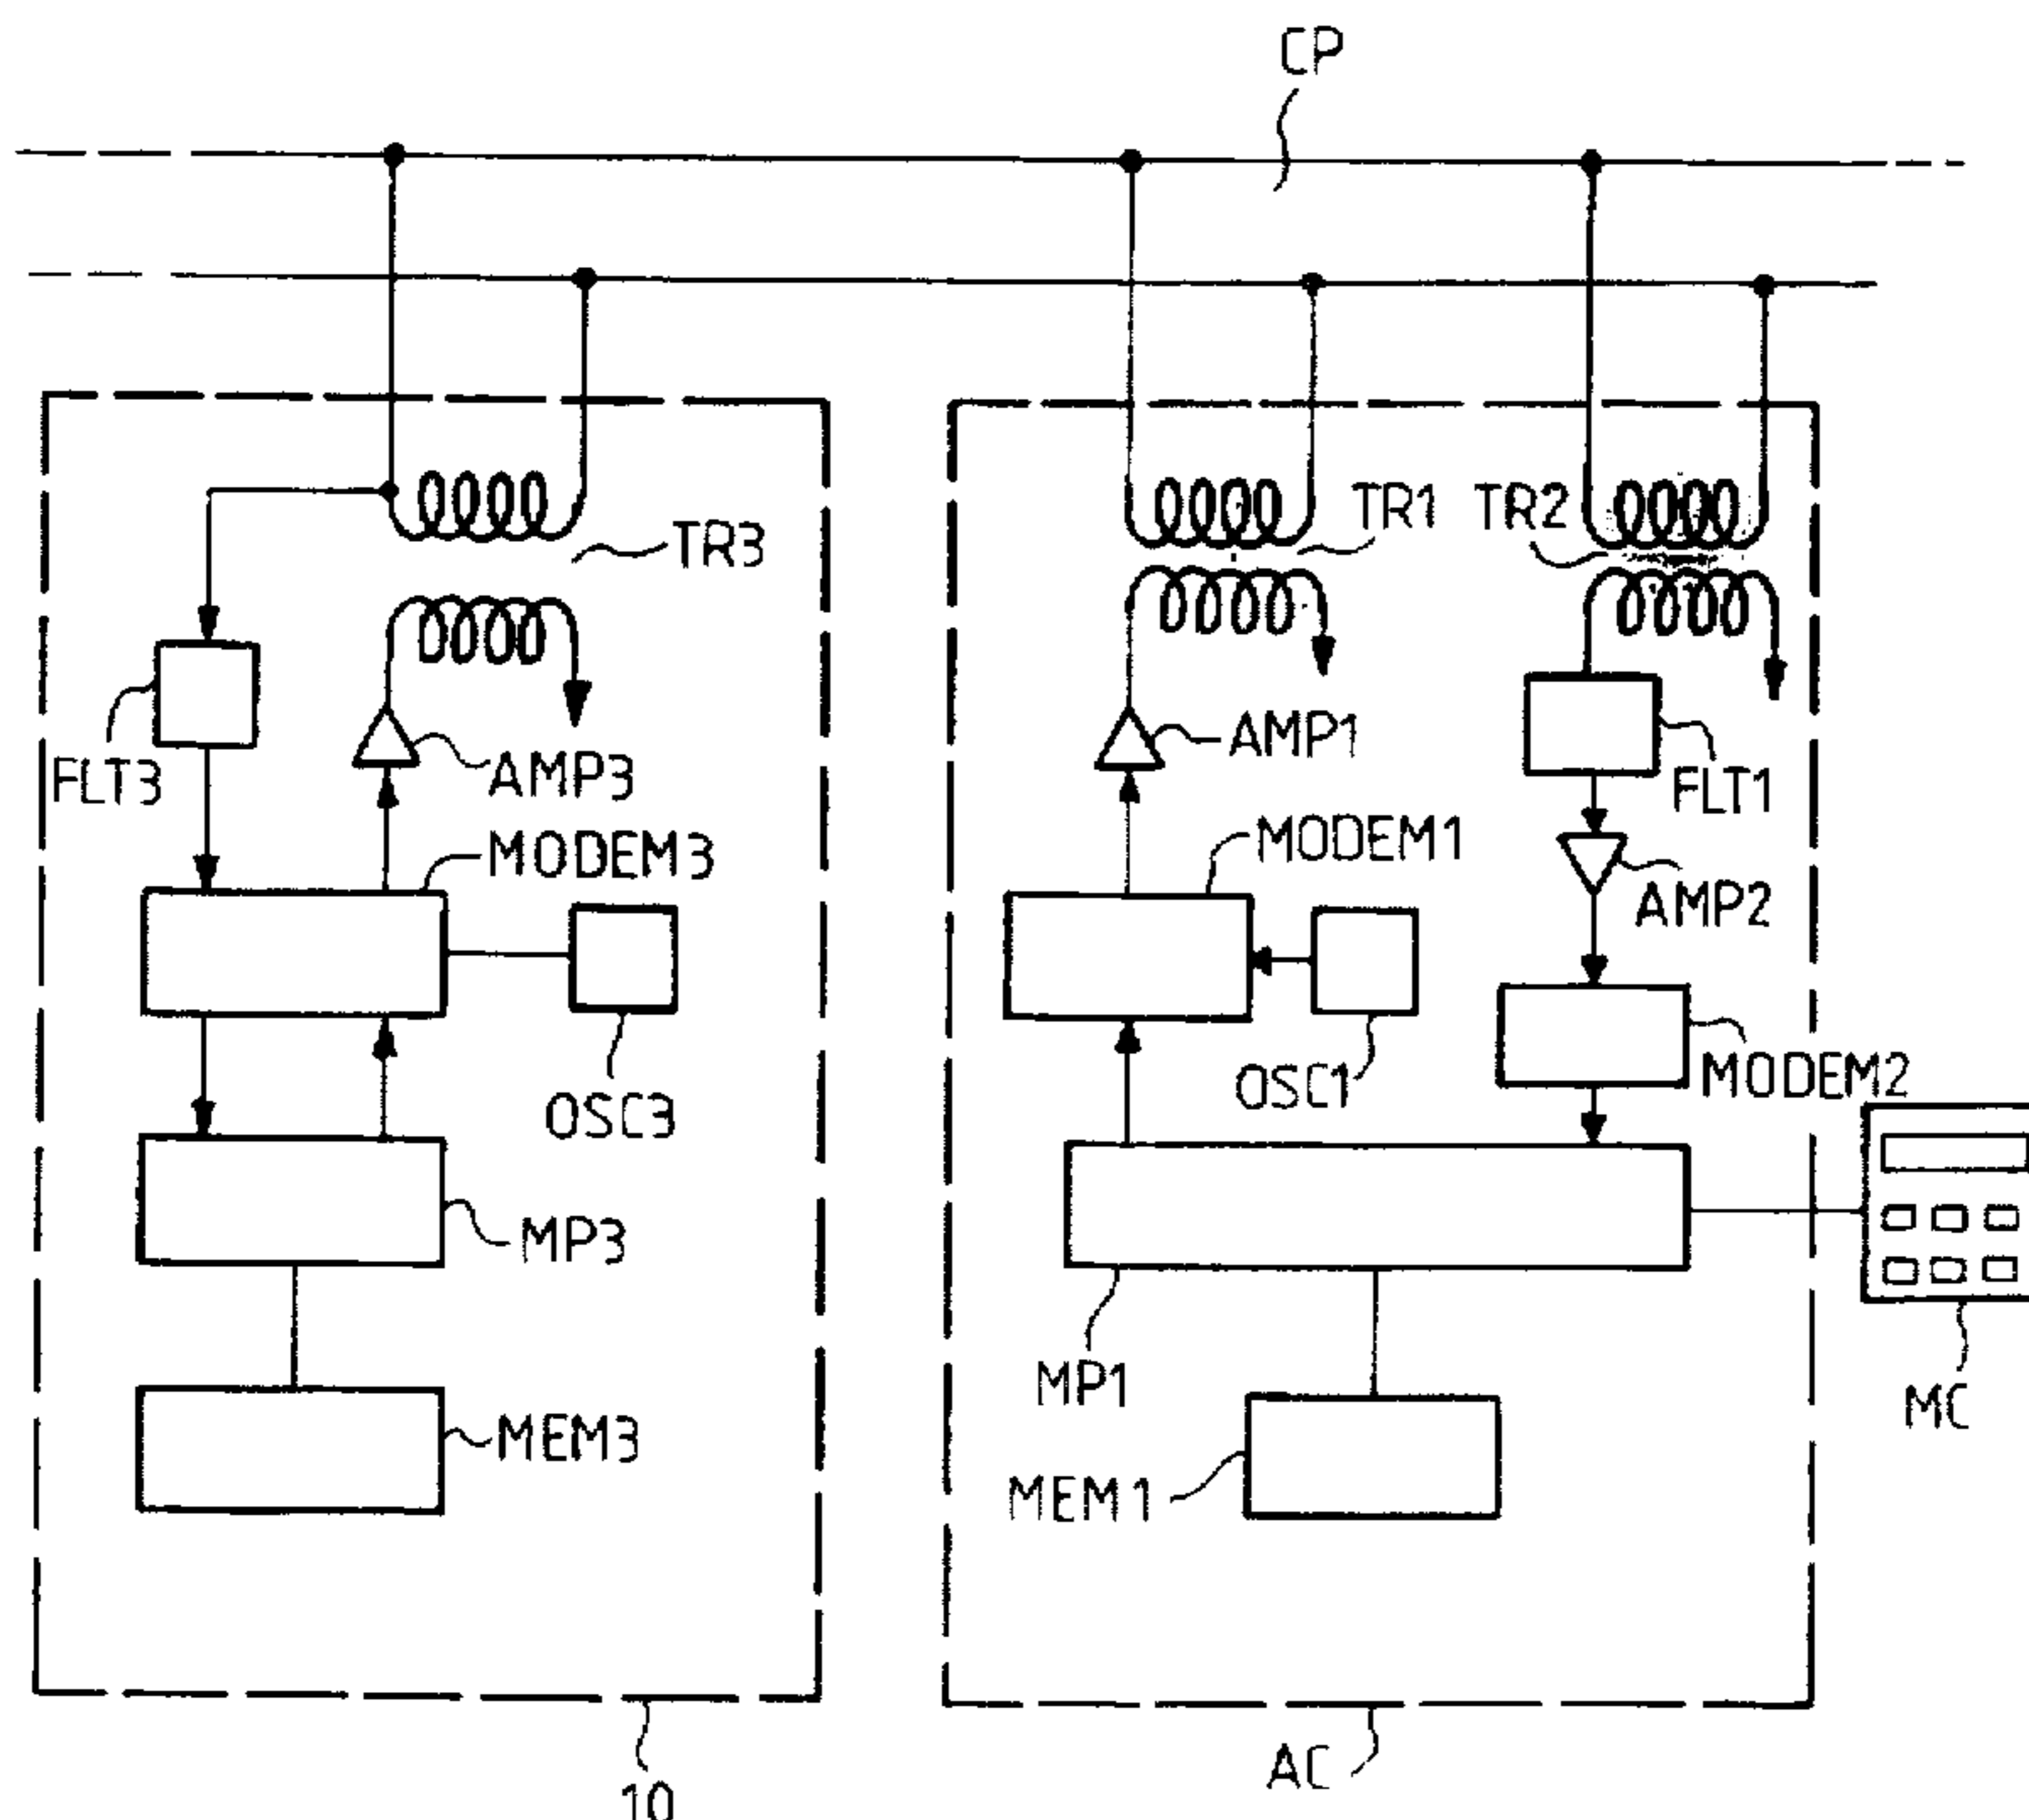 CP
TR3
TR1
TR2
FLT3
AMP3
AMP1
FLT1
MODEM3
MODEM1
AMP2
OSC3
OSC1
MODEM2
MP3
MP1
MC
MEM3
MEM1
10
AC